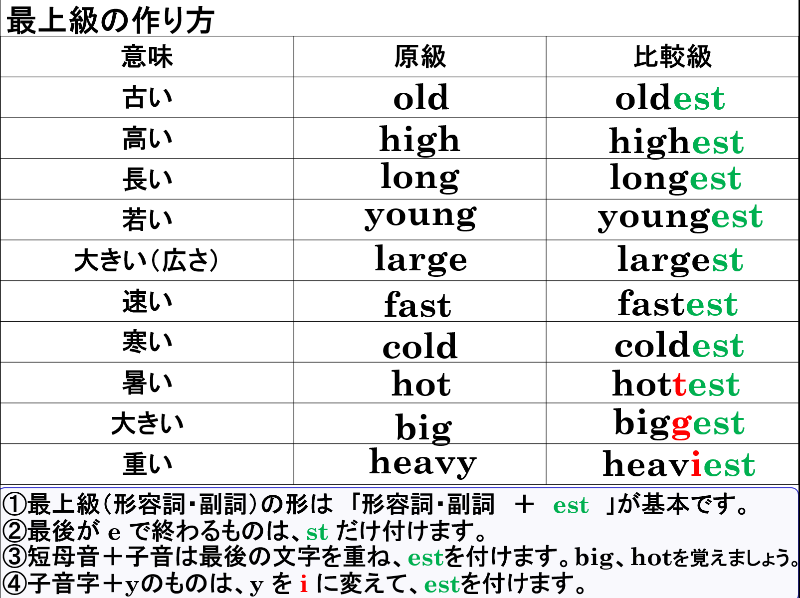 最上級の作り方
意味 原級 比較級
古い old oldest
高い high highest
長い long longest
若い young youngest
大きい（広さ） large largest
速い fast fastest
寒い cold coldest
暑い hot hottest
大きい big biggest
重い heavy heaviest
①最上級（形容詞・副詞）の形は 「形容詞・副詞 ＋ est 」が基本です。
②最後が e で終わるものは、st だけ付けます。
③短母音＋子音は最後の文字を重ね、estを付けます。big、hotを覚えましょう。
④子音字＋yのものは、y を i に変えて、estを付けます。